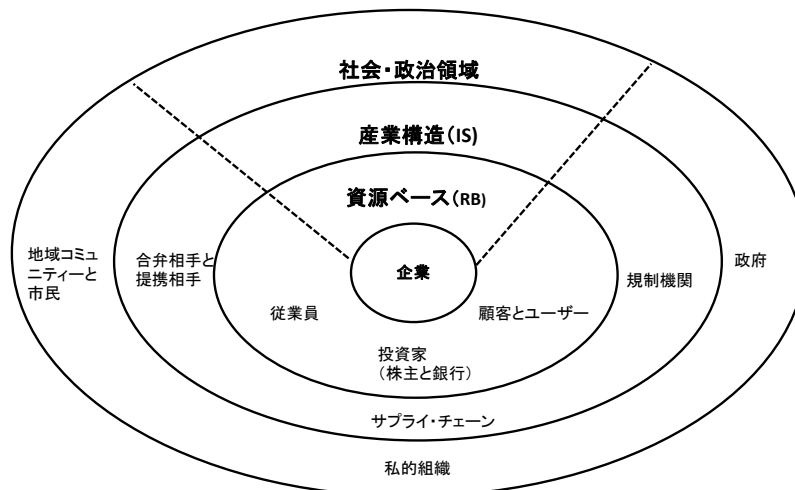 社会・政治領域
産業構造(IS)
資源ベース(RB)
企業
地域コミュ
ニティーと
市民
合弁相手と
提携相手
従業員
投資家
（株主と銀行）
顧客とユーザー
規制機関
政府
サプライ・チェーン
私的組織